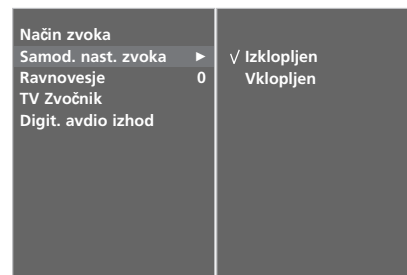 Način zvoka
Samod. nast. zvoka ►
Ravnovesje 0
TV Zvočnik
Digit. avdio izhod
√ Izklopljen
Vklopljen